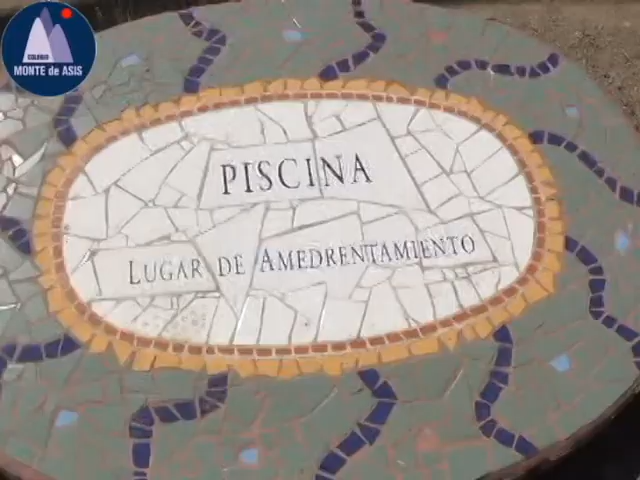 COLEGIO
MONTE de ASIS
PISCINA
LUGAR DE AMEDRENTAMIENTO